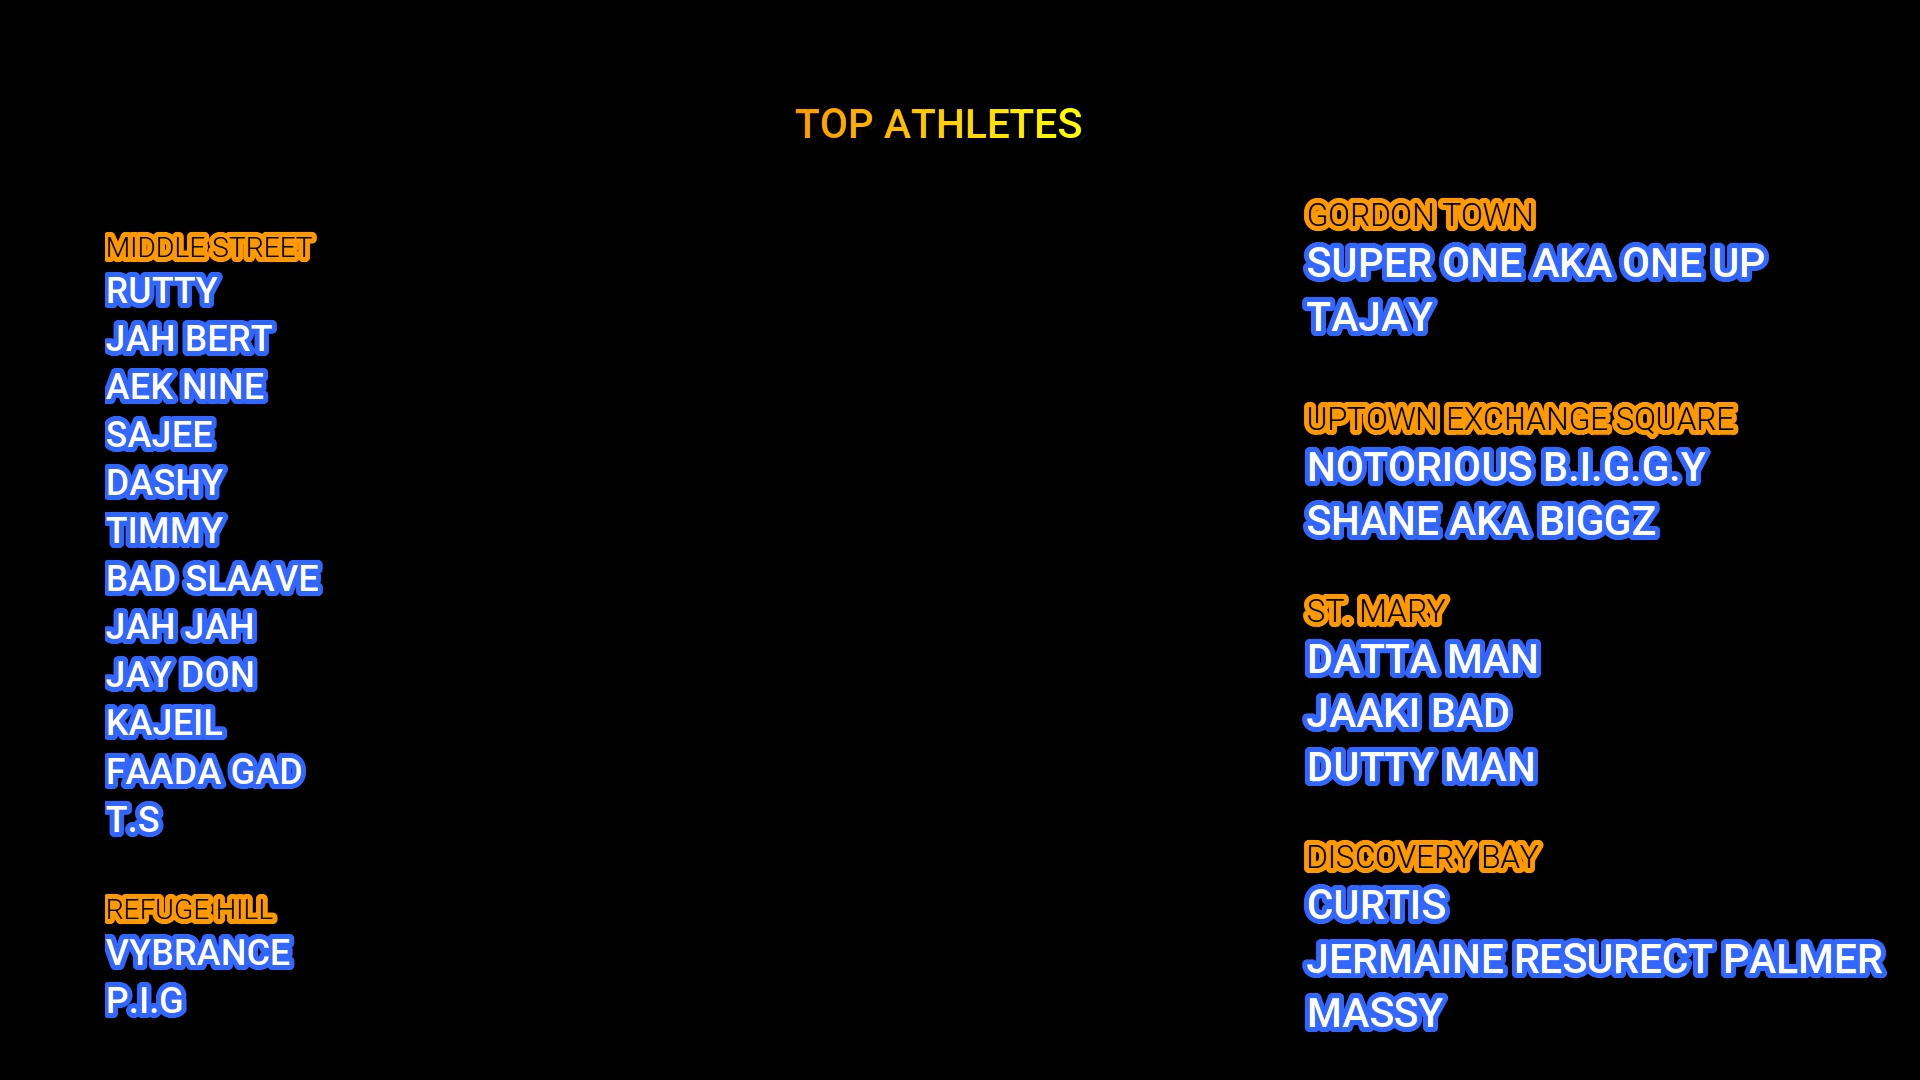 TOP ATHLETES
MIDDLE STREET
RUTTY
JAH BERT
AEK NINE
SAJEE
DASHY
TIMMY
BAD SLAAVE
JAH JAH
JAY DON
KAJEIL
FAADA GAD
T.S
REFUGE HILL
VYBRANCE
P.I.G
GORDON TOWN
SUPER ONE AKA ONE UP
TAJAY
UPTOWN EXCHANGE SQUARE
NOTORIOUS B.I.G.G.Y
SHANE AKA BIGGZ
ST. MARY
DATTA MAN
JAAKI BAD
DUTTY MAN
DISCOVERY BAY
CURTIS
JERMAINE RESURECT PALMER
MASSY